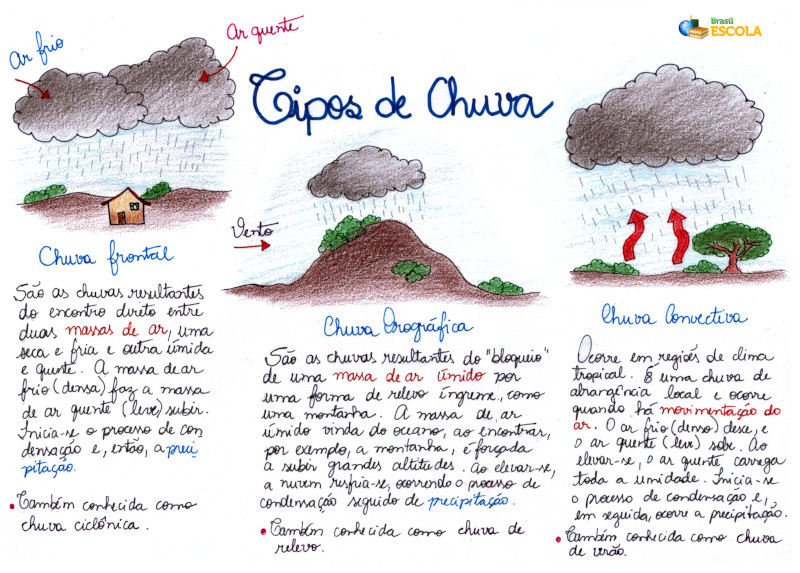 Brasil
ESCOLA
Tipos de Chuva
Ar frio
Ar quente
Chuva frontal
São as chuvas resultantes
do encontro direto entre
duas massas de ar, uma
seca e fria e outra úmida
e quente. A massa de ar
frio (densa) faz a massa
de ar quente (leve) subir.
Inicia-se o processo de con
densação e, então, a preci
pitação.
• Também conhecida como
chuva ciclônica.
Vento
Chuva Orográfica
São as chuvas resultantes do "bloqueio"
de uma massa de ar úmido por
uma forma de relevo íngreme, como
uma montanha. A massa de ar
úmido vinda do oceano, ao encontrar,
por exemplo, a montanha, é forçada
a subir grandes altitudes. Ao elevar-se,
a nuvem resfria-se, ocorrendo o processo de
condensação seguido de precipitação.
• Também conhecida como chuva de
relevo.
Chuva Convectiva
Ocorre em regiões de clima
tropical. É uma chuva de
abrangência local e ocorre
quando há movimentação do
ar. O ar frio (denso) desce, e
o ar quente (leve) sobe. Ao
elevar-se, o ar quente carrega
toda a umidade. Inicia-se
o processo de condensação e,
em seguida, ocorre a precipitação.
• Também conhecida como chuva
de verão.